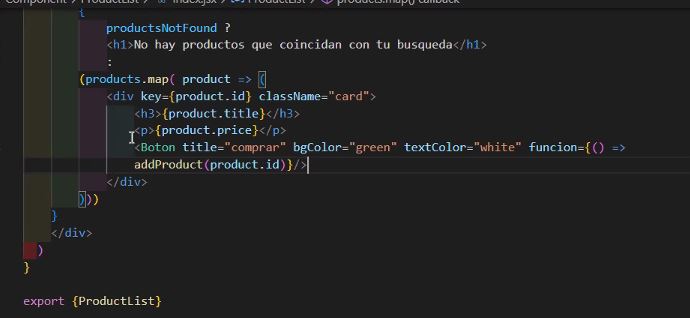 Component > ProductList > index.jsx > ProductList > products.map() callback
{
productsNotFound ?
<h1>No hay productos que coincidan con tu busqueda</h1>
:
(products.map( product => (
<div key={product.id} className="card">
<h3>{product.title}</h3>
<p>{product.price}</p>
<Boton title="comprar" bgColor="green" textColor="white" funcion={() =>
addProduct(product.id)}/>
</div>
)))
}
</div>
)
}
export {ProductList}